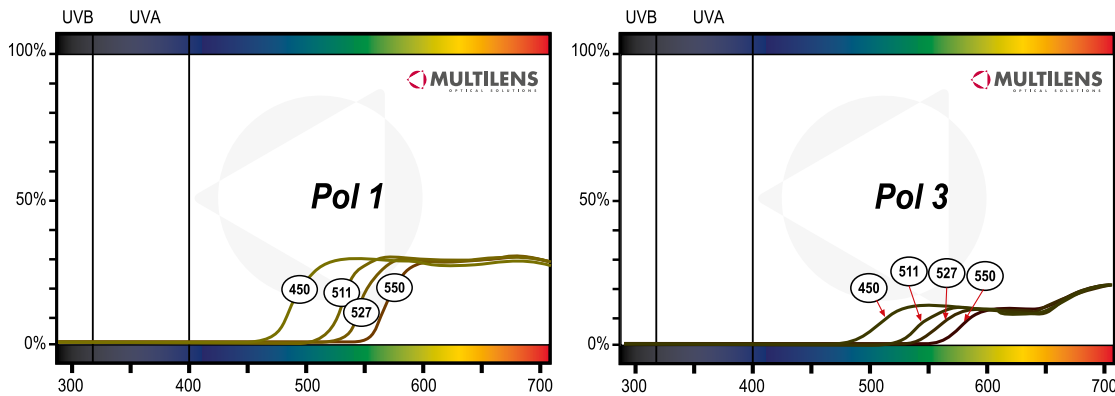 UVB UVA
100%
MULTILENS
OPTICAL SOLUTIONS
50%
Pol 1
450
511
527
550
0%
300 400 500 600 700
UVB UVA
100%
MULTILENS
OPTICAL SOLUTIONS
50%
Pol 3
450
511
527
550
0%
300 400 500 600 700